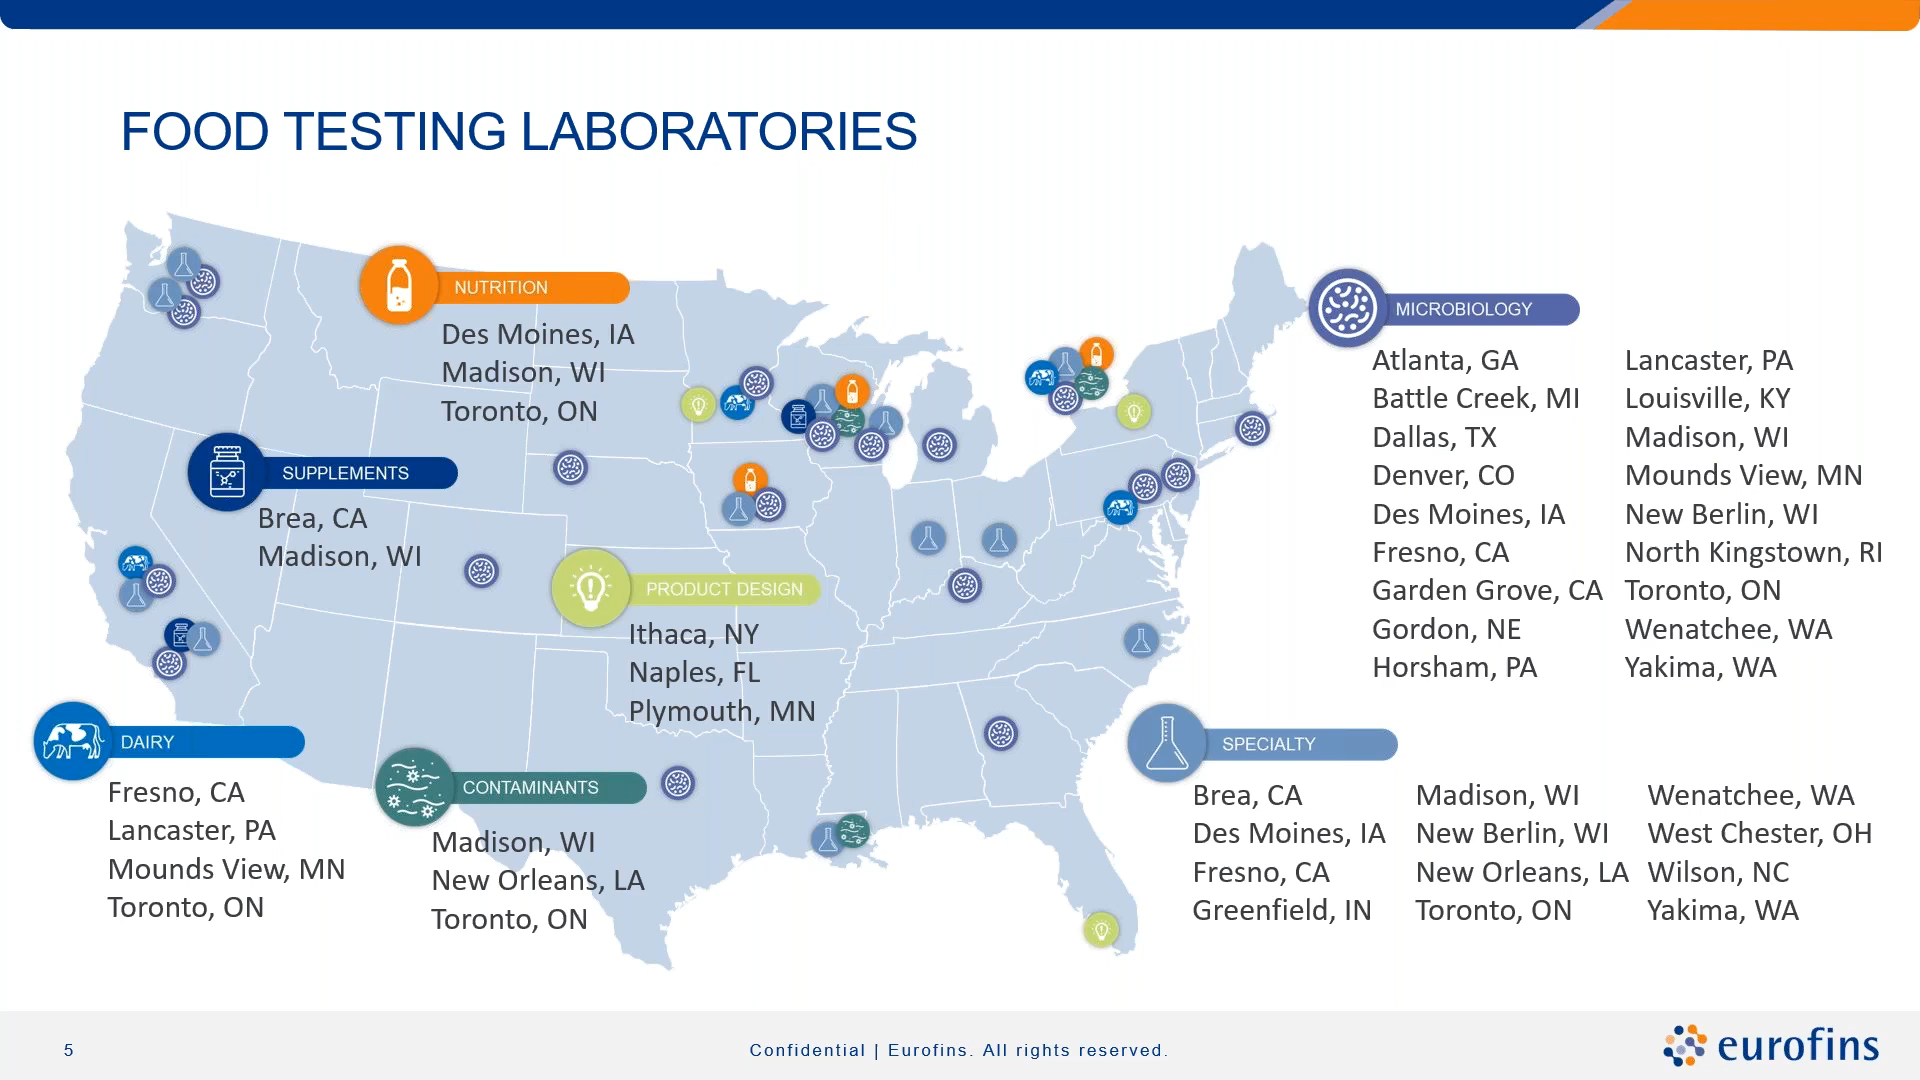 FOOD TESTING LABORATORIES
NUTRITION
Des Moines, IA
Madison, WI
Toronto, ON
SUPPLEMENTS
Brea, CA
Madison, WI
PRODUCT DESIGN
Ithaca, NY
Naples, FL
Plymouth, MN
DAIRY
Fresno, CA
Lancaster, PA
Mounds View, MN
Toronto, ON
CONTAMINANTS
Madison, WI
New Orleans, LA
Toronto, ON
MICROBIOLOGY
Atlanta, GA
Battle Creek, MI
Dallas, TX
Denver, CO
Des Moines, IA
Fresno, CA
Garden Grove, CA
Gordon, NE
Horsham, PA
Lancaster, PA
Louisville, KY
Madison, WI
Mounds View, MN
New Berlin, WI
North Kingstown, RI
Toronto, ON
Wenatchee, WA
Yakima, WA
SPECIALTY
Brea, CA
Des Moines, IA
Fresno, CA
Greenfield, IN
Madison, WI
New Berlin, WI
New Orleans, LA
Toronto, ON
Wenatchee, WA
West Chester, OH
Wilson, NC
Yakima, WA
5
Confidential | Eurofins. All rights reserved.
eurofins